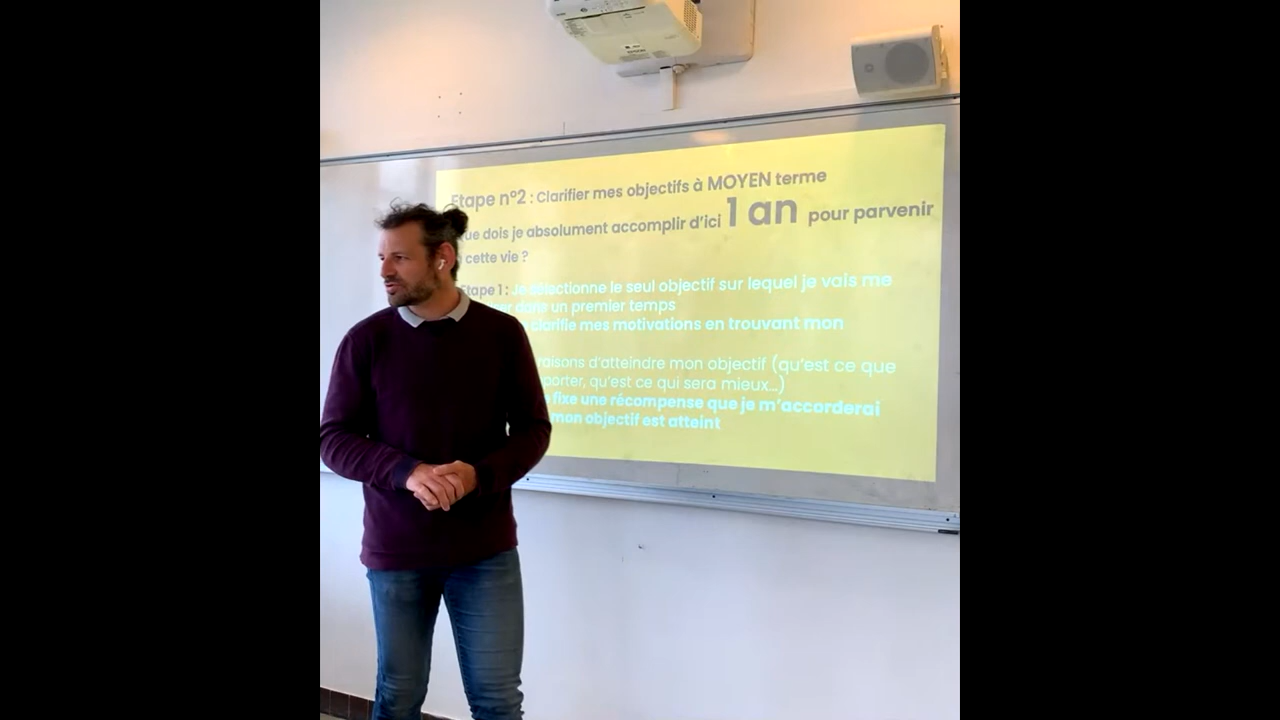 Etape n°2 : Clarifier mes objectifs à MOYEN terme
dois je absolument accomplir d'ici 1 an pour parvenir
cette vie ?
Etape 1 : Je sélectionne le seul objectif sur lequel je vais me
dans un premier temps
clarifie mes motivations en trouvant mon
raisons d'atteindre mon objectif (qu'est ce que
qu'est ce qui sera mieux...)
fixe une récompense que je m'accorderai
mon objectif est atteint